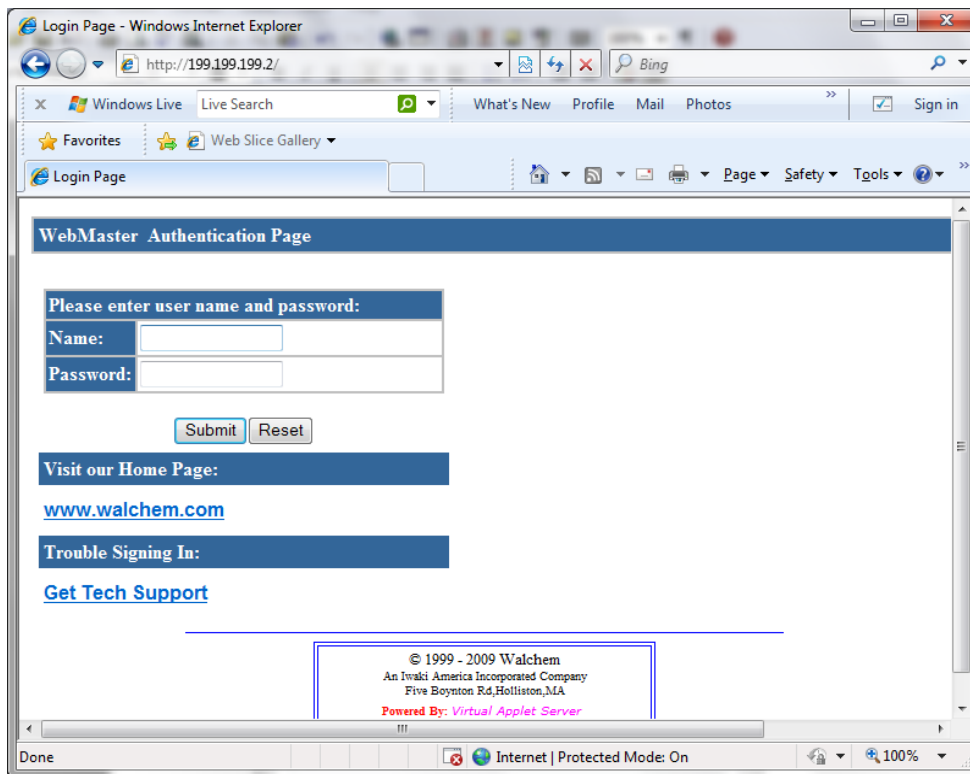 Login Page - Windows Internet Explorer
http://199.199.199.2/
Bing
x Windows Live Live Search What's New Profile Mail Photos >> Sign in
Favorites Web Slice Gallery
Login Page Page Safety Tools >>
WebMaster Authentication Page
Please enter user name and password:
Name:
Password:
Submit Reset
Visit our Home Page:
www.walchem.com
Trouble Signing In:
Get Tech Support
© 1999 - 2009 Walchem
An Iwaki America Incorporated Company
Five Boynton Rd,Holliston,MA
Powered By: Virtual Applet Server
Done Internet | Protected Mode: On 100%